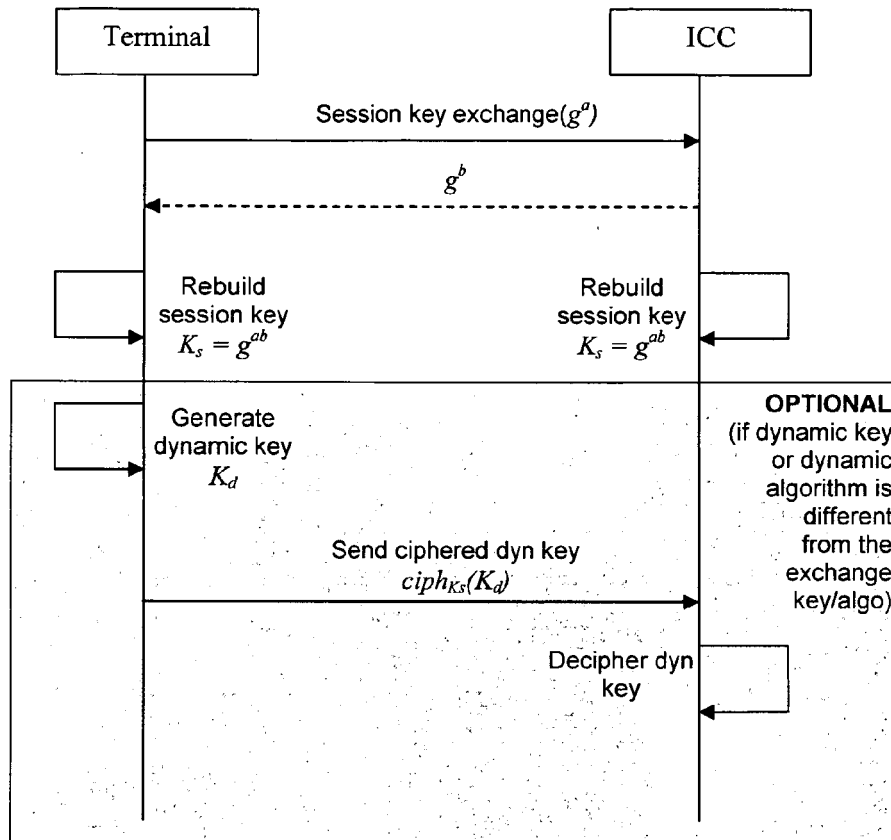 Terminal
ICC
Session key exchange(g^a)
g^b
Rebuild
session key
K_s = g^{ab}
Rebuild
session key
K_s = g^{ab}
OPTIONAL
(if dynamic key
or dynamic
algorithm is
different
from the
exchange
key/algo)
Generate
dynamic key
K_d
Send ciphered dyn key
ciph_{Ks}(K_d)
Decipher dyn
key